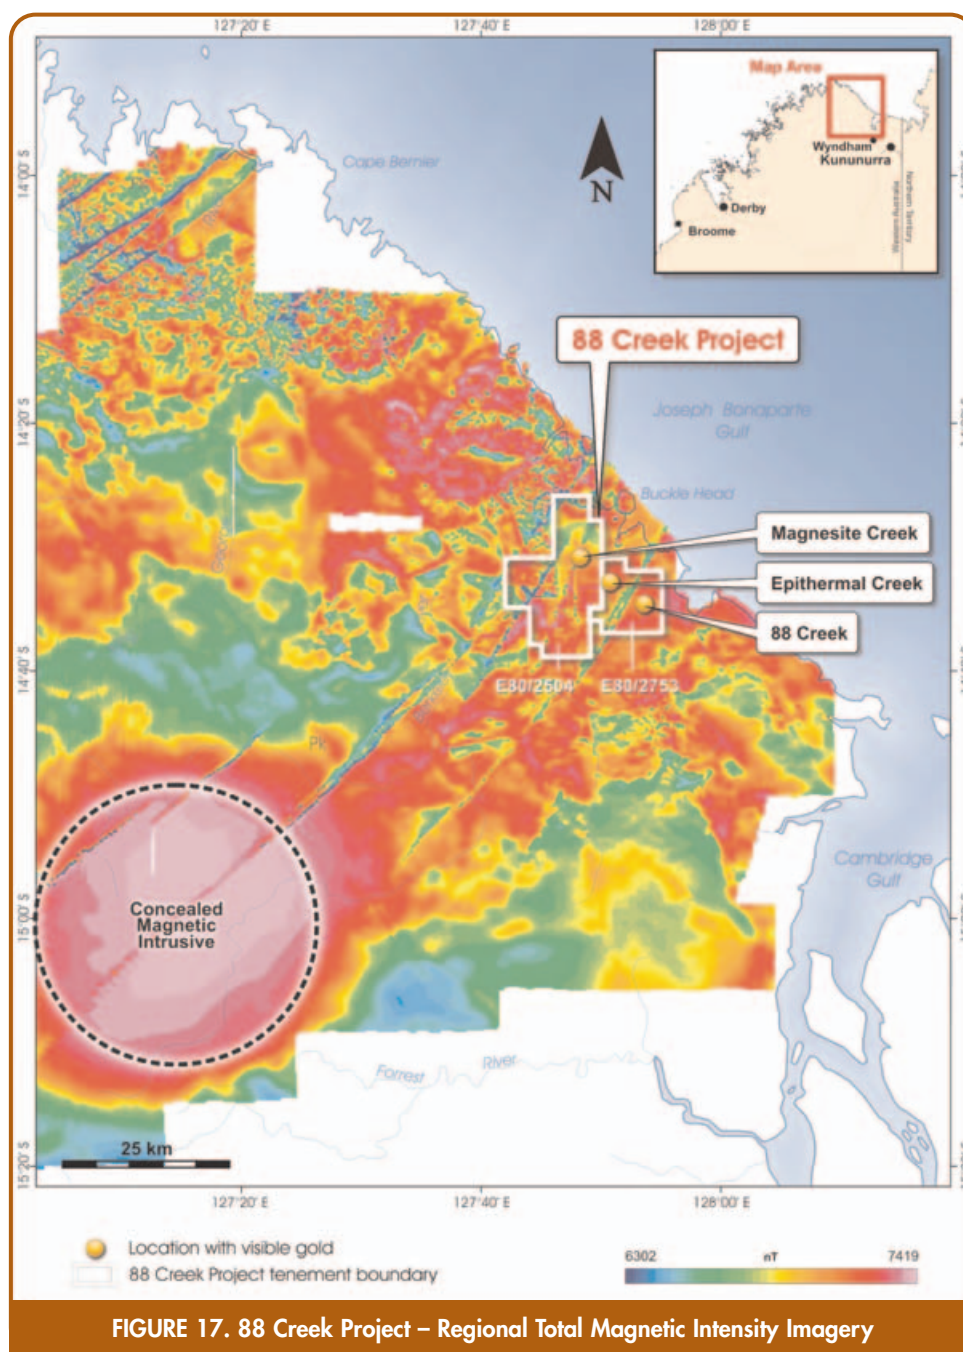 127°20' E
127°40' E
128°00' E
Map Area
Wyndham
Kununurra
Derby
Broome
Northern Territory
Western Australia
N
Cape Bernier
14°00' S
88 Creek Project
Joseph Bonaparte
Gulf
14°20' S
Buckle Head
Magnesite Creek
Epithermal Creek
88 Creek
E80/2604
E80/2753
14°40' S
Pk
Cambridge
Gulf
Concealed
Magnetic
Intrusive
15°00' S
Forrest
River
25 km
15°20' S
127°20' E
127°40' E
128°00' E
Location with visible gold
88 Creek Project tenement boundary
6302
nT
7419
FIGURE 17. 88 Creek Project – Regional Total Magnetic Intensity Imagery